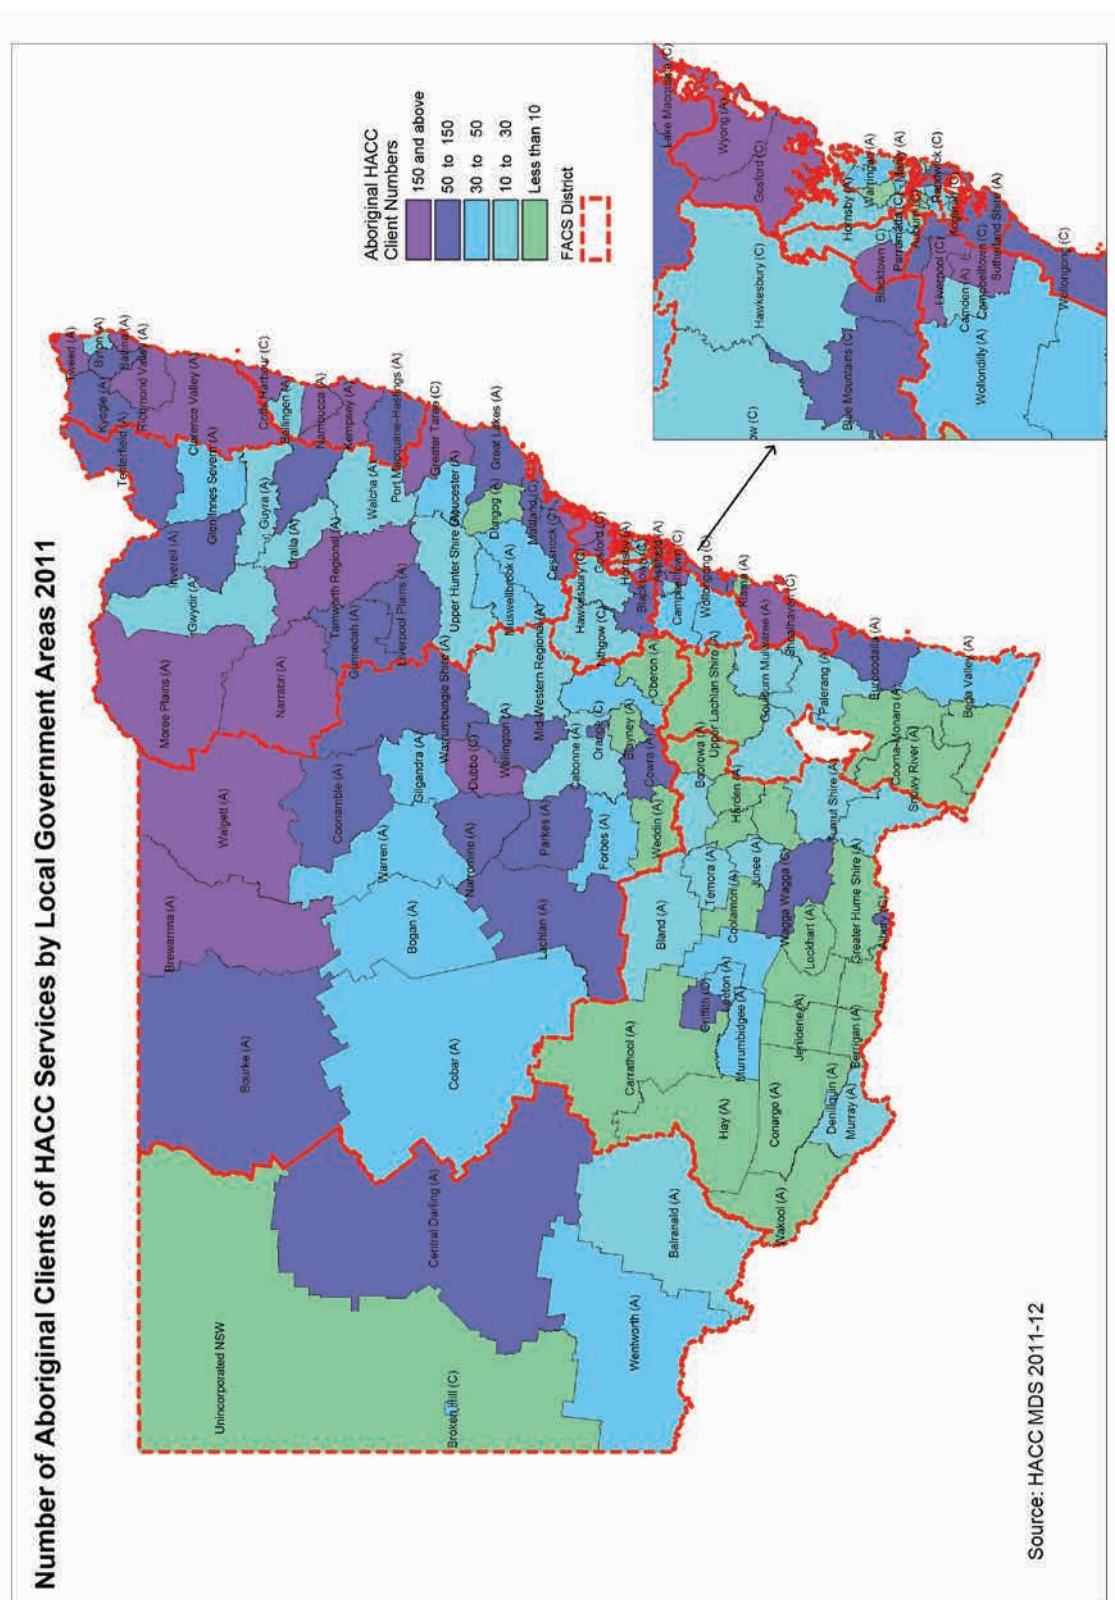 Number of Aboriginal Clients of HACC Services by Local Government Areas 2011
Aboriginal HACC
Client Numbers
150 and above
50 to 150
30 to 50
10 to 30
Less than 10
FACS District
Unincorporated NSW
Broken Hill (C)
Central Darling (A)
Wentworth (A)
Balranald (A)
Bourke (A)
Cobar (A)
Brewarrina (A)
Walgett (A)
Moree Plains (A)
Narrabri (A)
Gwydir (A)
Inverell (A)
Tenterfield (A)
Glen Innes Severn (A)
Guyra (A)
Uralla (A)
Walcha (A)
Tamworth Regional (A)
Gunnedah (A)
Liverpool Plains (A)
Tweed (A)
Byron (A)
Ballina (A)
Kyogle (A)
Richmond Valley (A)
Clarence Valley (A)
Coffs Harbour (C)
Bellingen (A)
Nambucca (A)
Kempsey (A)
Port Macquarie-Hastings (A)
Greater Taree (C)
Great Lakes (A)
Gloucester (A)
Dungog (A)
Maitland (C)
Cessnock (C)
Upper Hunter Shire (A)
Muswellbrook (A)
Mid-Western Regional (A)
Warrumbungle Shire (A)
Coonamble (A)
Gilgandra (A)
Warren (A)
Bogan (A)
Dubbo (C)
Wellington (A)
Narromine (A)
Parkes (A)
Forbes (A)
Lachlan (A)
Cabonne (A)
Orange (C)
Blayney (A)
Cowra (A)
Weddin (A)
Oberon (A)
Lithgow (C)
Hawkesbury (C)
Gosford (C)
Hornsby (A)
Blacktown (C)
Ashfield (A)
Campbelltown (C)
Wollongong (C)
Kiama (A)
Shoalhaven (C)
Goulburn Mulwaree (A)
Upper Lachlan Shire (A)
Boorowa (A)
Harden (A)
Palerang (A)
Eurobodalla (A)
Bega Valley (A)
Cooma-Monaro (A)
Snowy River (A)
Tumut Shire (A)
Bland (A)
Temora (A)
Junee (A)
Coolamon (A)
Wagga Wagga (C)
Lockhart (A)
Greater Hume Shire (A)
Albury (C)
Carrathool (A)
Griffith (C)
Leeton (A)
Murrumbidgee (A)
Hay (A)
Jerilderie (A)
Berrigan (A)
Conargo (A)
Deniliquin (A)
Murray (A)
Wakool (A)
Lake Macquarie (C)
Wyong (A)
Gosford (C)
Hawkesbury (C)
ow (C)
Hornsby (A)
Warringah (A)
Manly (A)
Blue Mountains (C)
Blacktown (C)
Parramatta (C)
Auburn (C)
Randwick (C)
Kogarah (C)
Liverpool (C)
Camden (A)
Campbelltown (C)
Sutherland Shire (A)
Wollondilly (A)
Wollongong (C)
Source: HACC MDS 2011-12